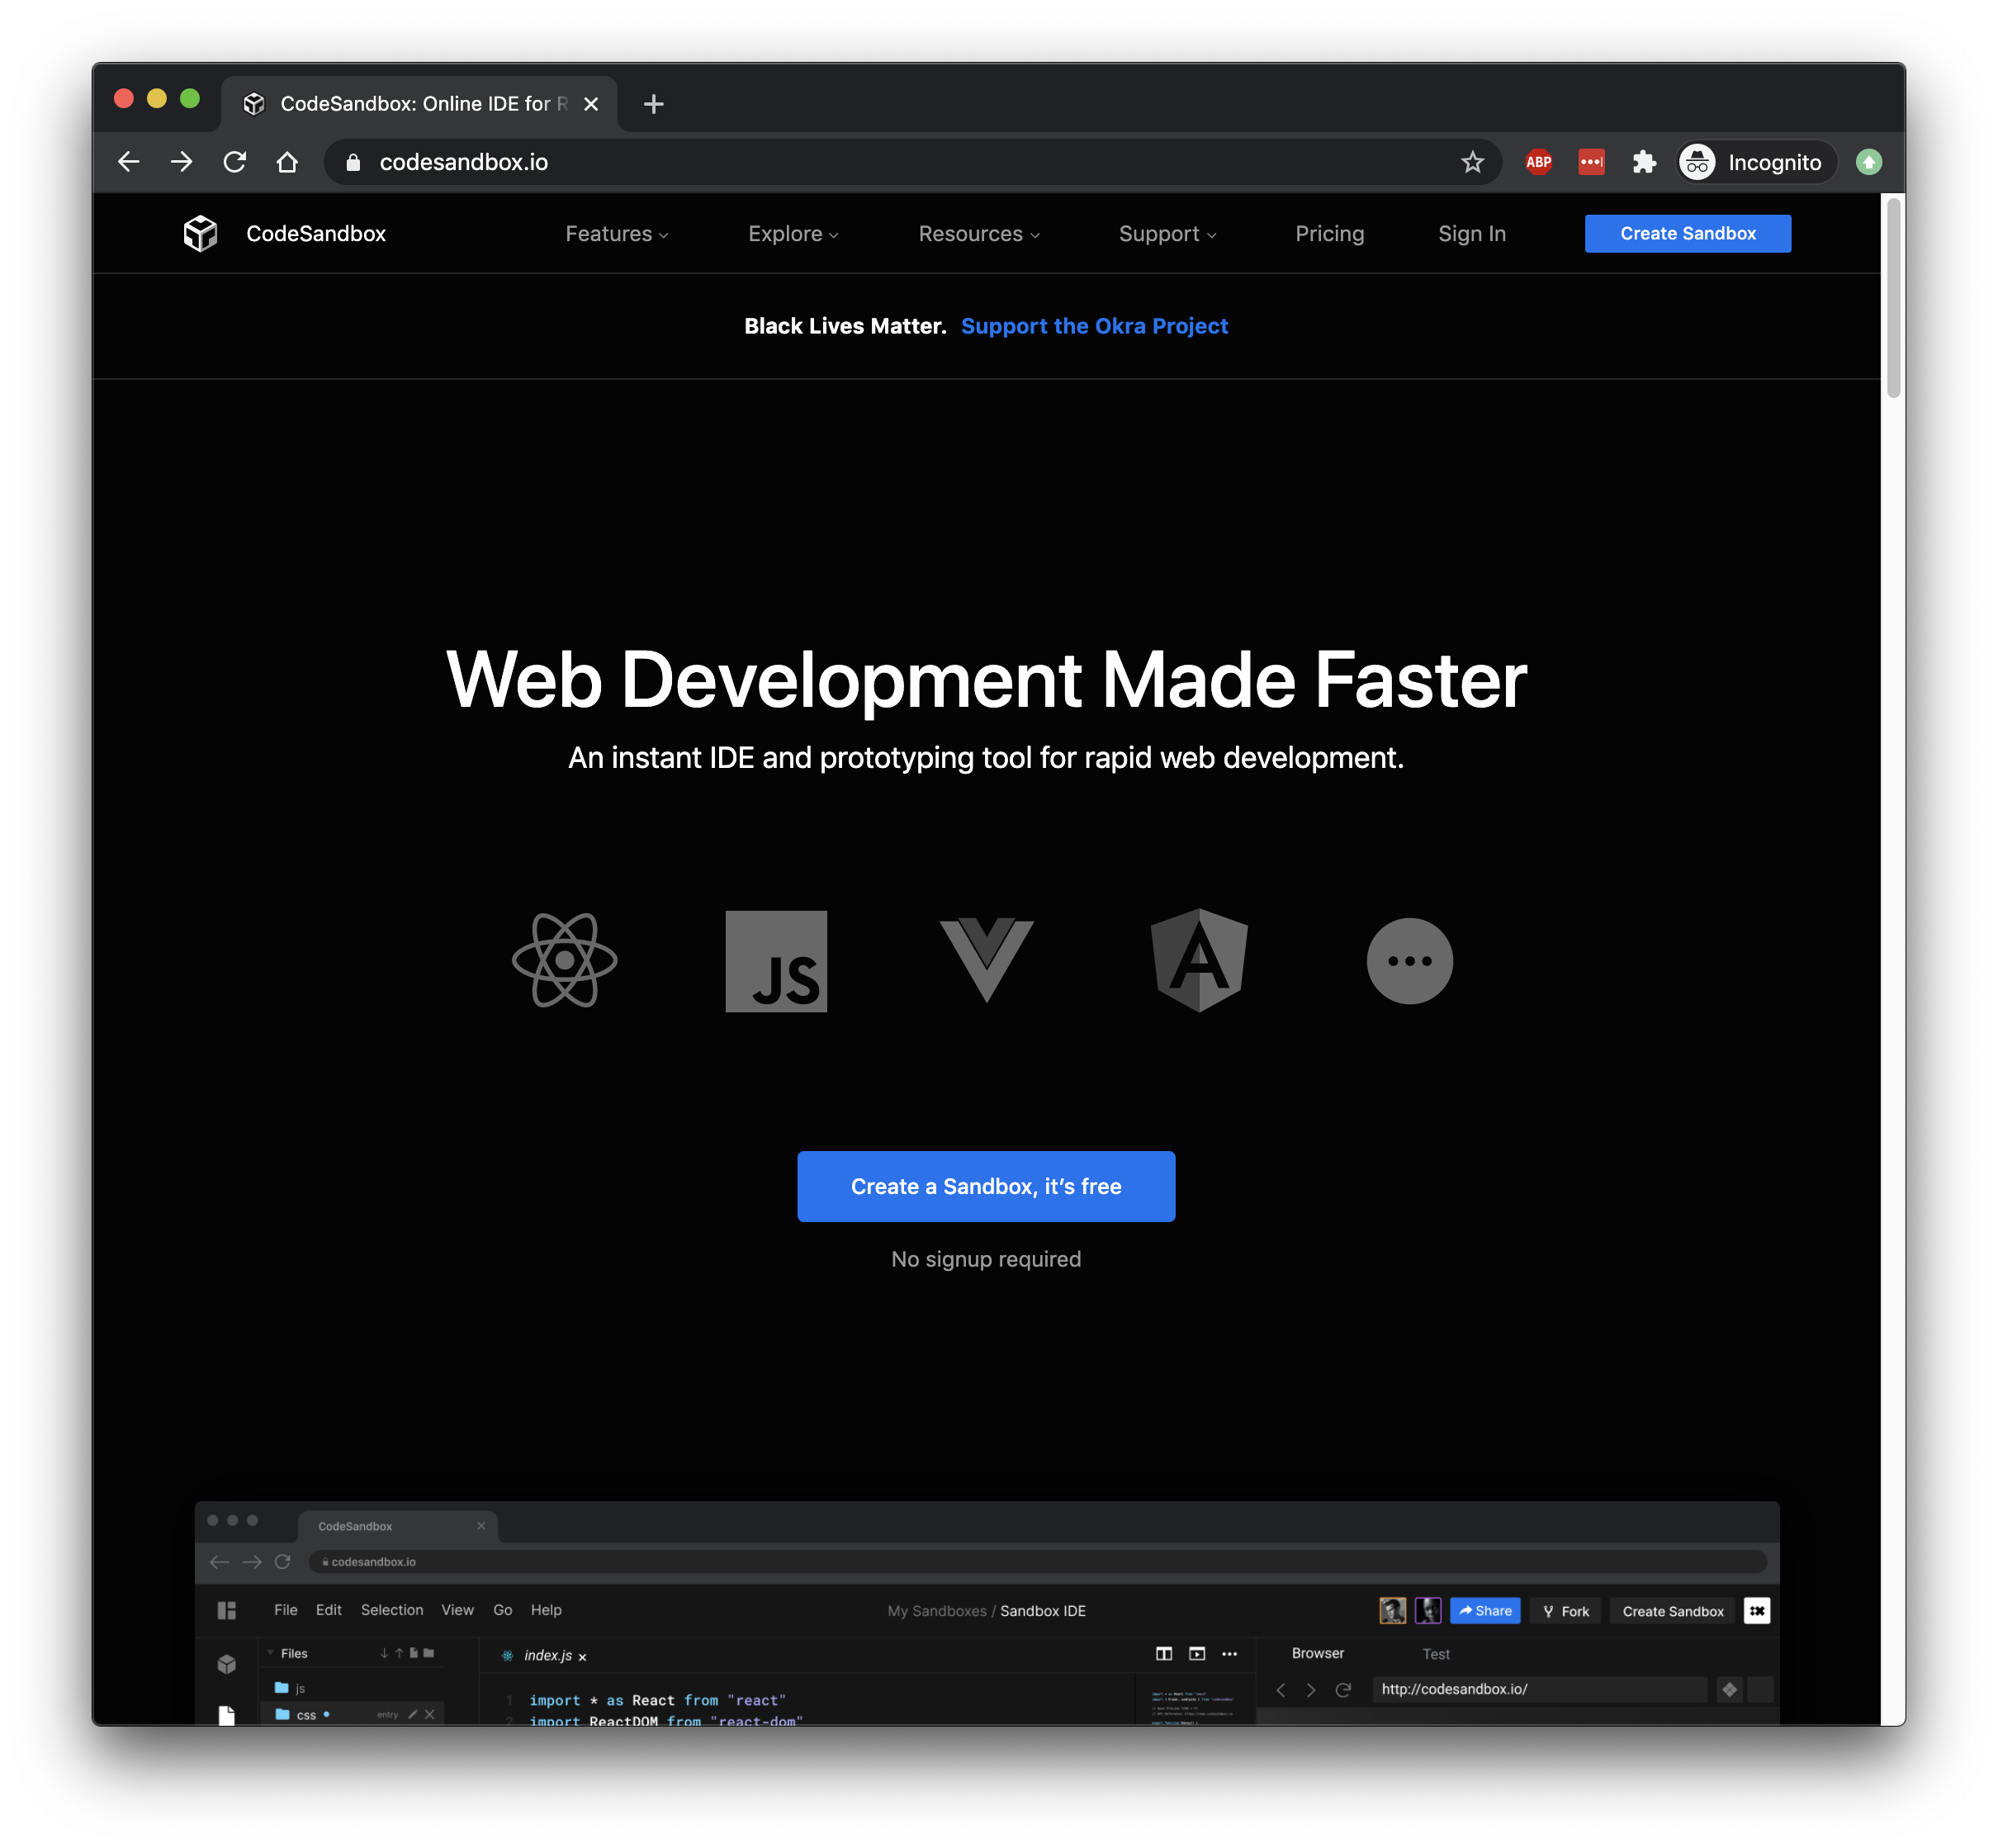 CodeSandbox: Online IDE for R
codesandbox.io
ABP
Incognito
CodeSandbox
Features
Explore
Resources
Support
Pricing
Sign In
Create Sandbox
Black Lives Matter. Support the Okra Project
Web Development Made Faster
An instant IDE and prototyping tool for rapid web development.
JS
A
Create a Sandbox, it’s free
No signup required
CodeSandbox
codesandbox.io
File Edit Selection View Go Help
My Sandboxes / Sandbox IDE
Share
Fork
Create Sandbox
Files
index.js
Browser
Test
js
http://codesandbox.io/
css
entry
1 import * as React from "react"
2 import ReactDOM from "react-dom"